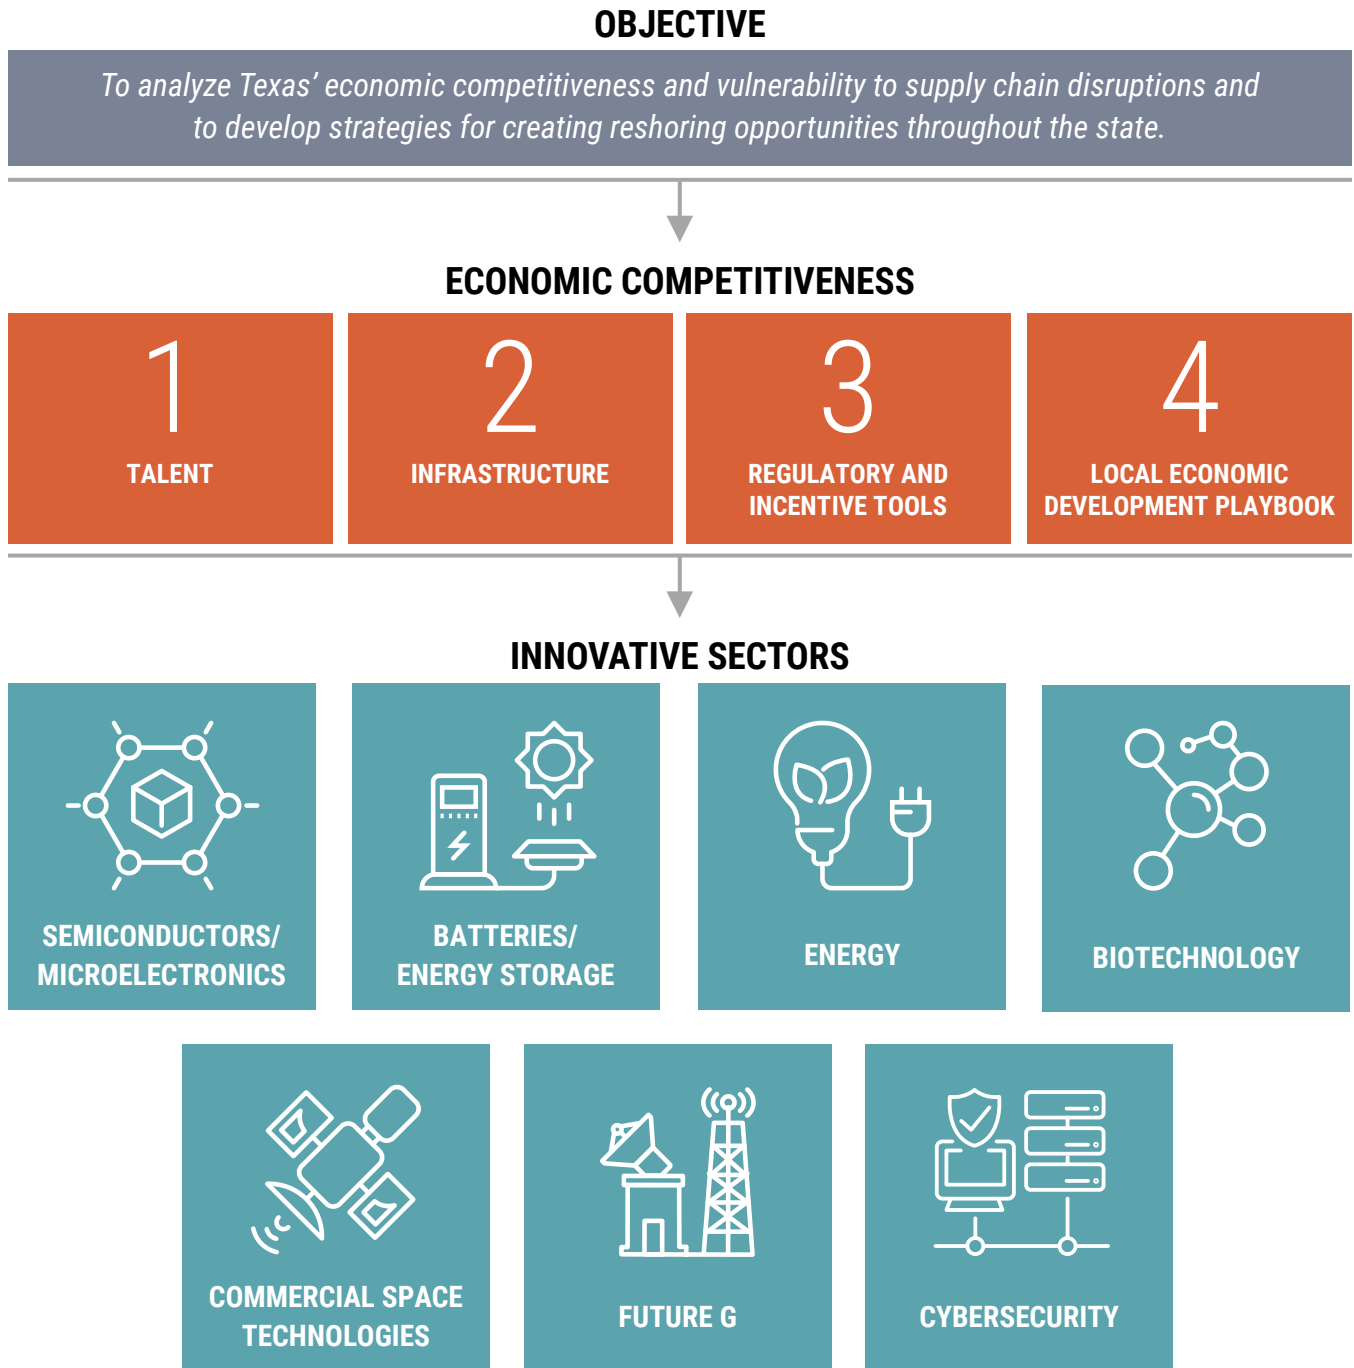 OBJECTIVE
To analyze Texas’ economic competitiveness and vulnerability to supply chain disruptions and
to develop strategies for creating reshoring opportunities throughout the state.
ECONOMIC COMPETITIVENESS
1
TALENT
2
INFRASTRUCTURE
3
REGULATORY AND
INCENTIVE TOOLS
4
LOCAL ECONOMIC
DEVELOPMENT PLAYBOOK
INNOVATIVE SECTORS
SEMICONDUCTORS/
MICROELECTRONICS
BATTERIES/
ENERGY STORAGE
ENERGY
BIOTECHNOLOGY
COMMERCIAL SPACE
TECHNOLOGIES
FUTURE G
CYBERSECURITY